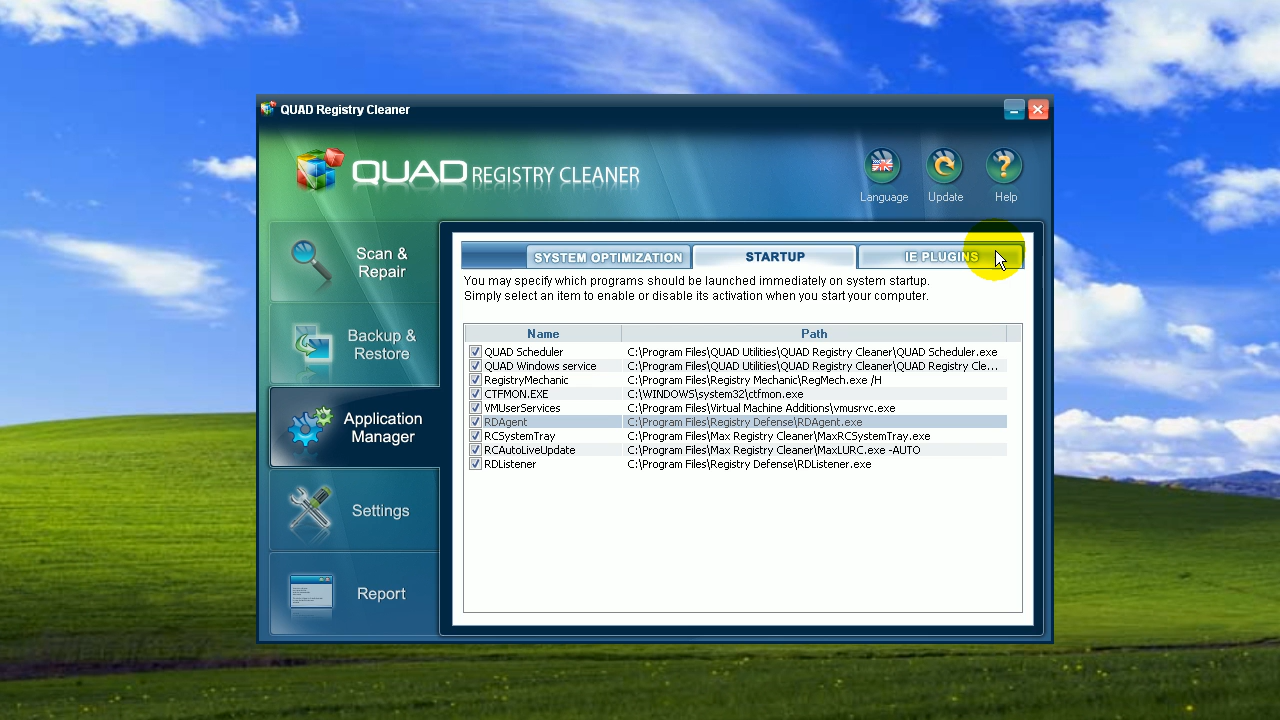 QUAD Registry Cleaner
QUAD REGISTRY CLEANER
Language Update Help
Scan &
Repair
Backup &
Restore
Application
Manager
Settings
Report
SYSTEM OPTIMIZATION STARTUP IE PLUGINS
You may specify which programs should be launched immediately on system startup.
Simply select an item to enable or disable its activation when you start your computer.
Name Path
QUAD Scheduler C:\Program Files\QUAD Utilities\QUAD Registry Cleaner\QUAD Scheduler.exe
QUAD Windows service C:\Program Files\QUAD Utilities\QUAD Registry Cleaner\QUAD Registry Cle...
RegistryMechanic C:\Program Files\Registry Mechanic\RegMech.exe /H
CTFMON.EXE C:\WINDOWS\system32\ctfmon.exe
VMUserServices C:\Program Files\Virtual Machine Additions\vmusrvc.exe
RDAgent C:\Program Files\Registry Defense\RDAgent.exe
RCSystemTray C:\Program Files\Max Registry Cleaner\MaxRCSystemTray.exe
RCAutoLiveUpdate C:\Program Files\Max Registry Cleaner\MaxLURC.exe -AUTO
RDListener C:\Program Files\Registry Defense\RDListener.exe